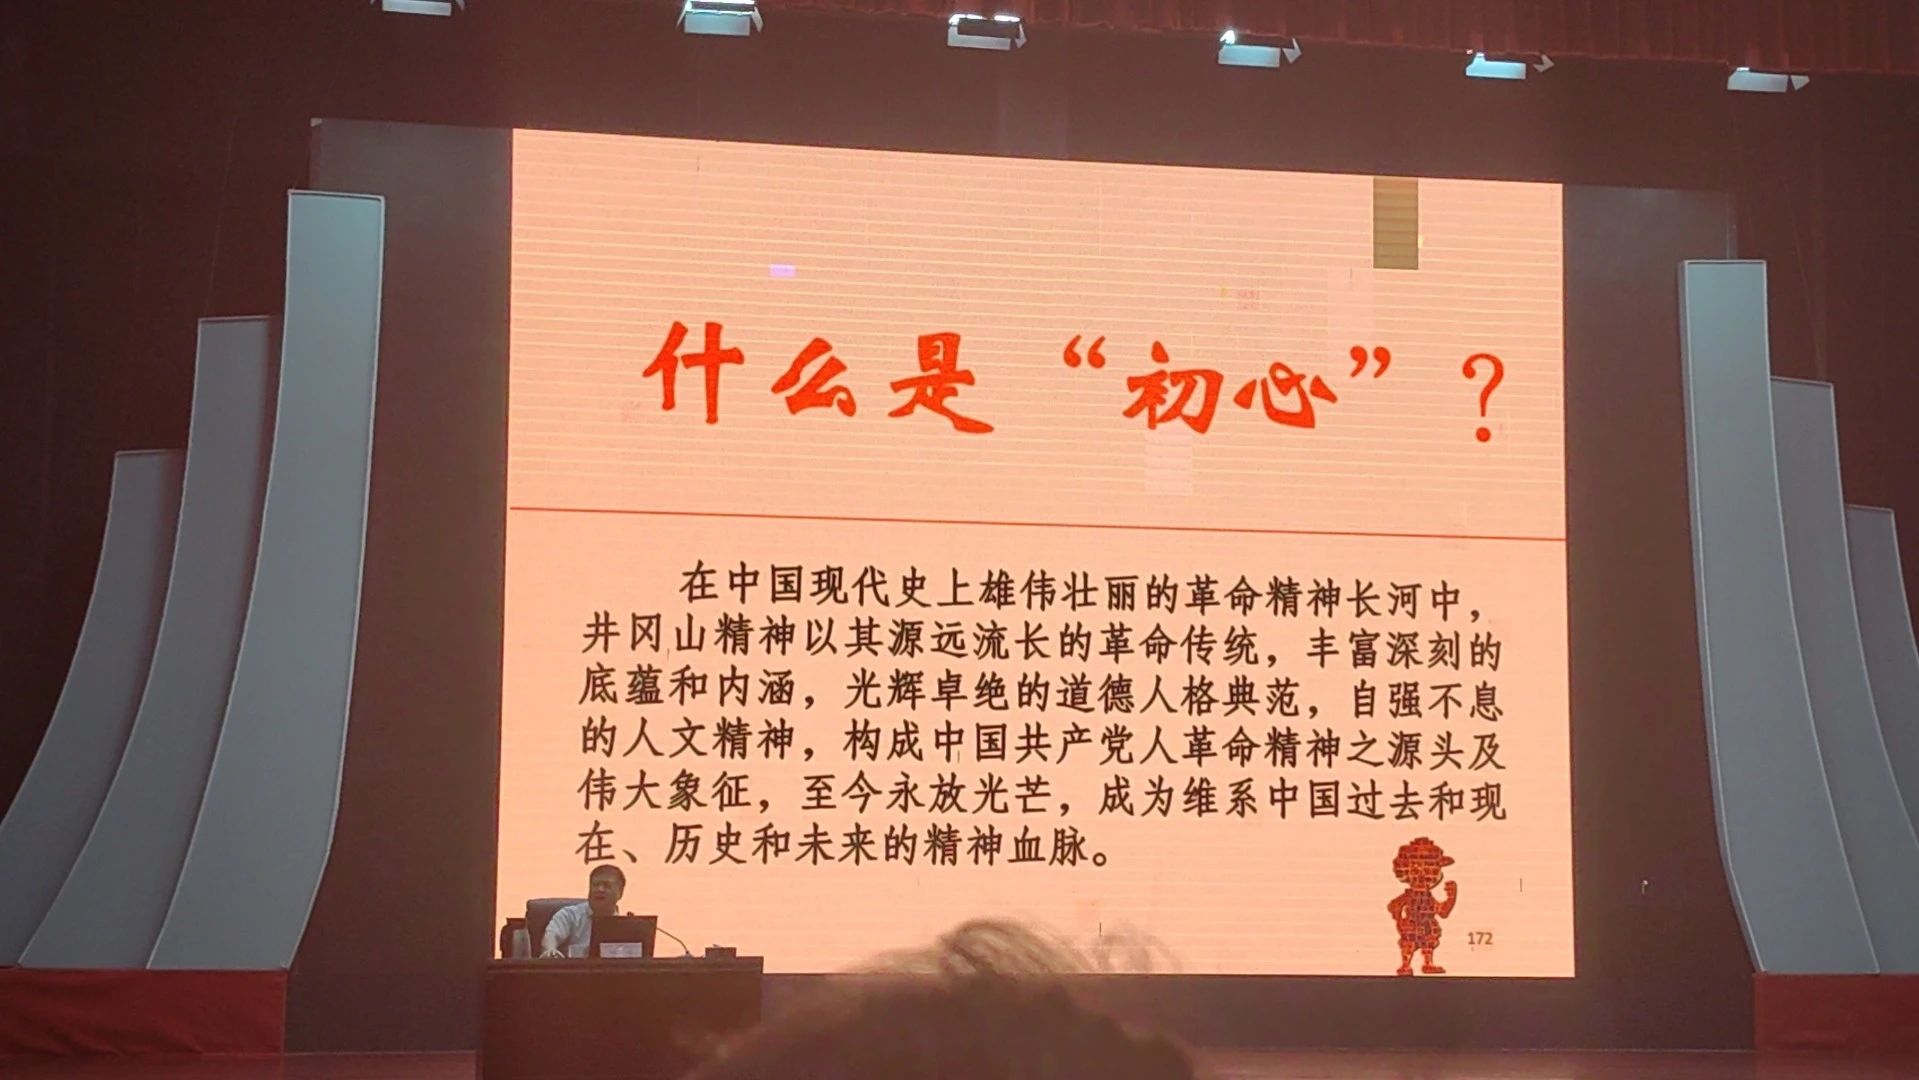 什么是“初心”？
在中国现代史上雄伟壮丽的革命精神长河中，
井冈山精神以其源远流长的革命传统，丰富深刻的
底蕴和内涵，光辉卓绝的道德人格典范，自强不息
的人文精神，构成中国共产党人革命精神之源头及
伟大象征，至今永放光芒，成为维系中国过去和现
在、历史和未来的精神血脉。
172